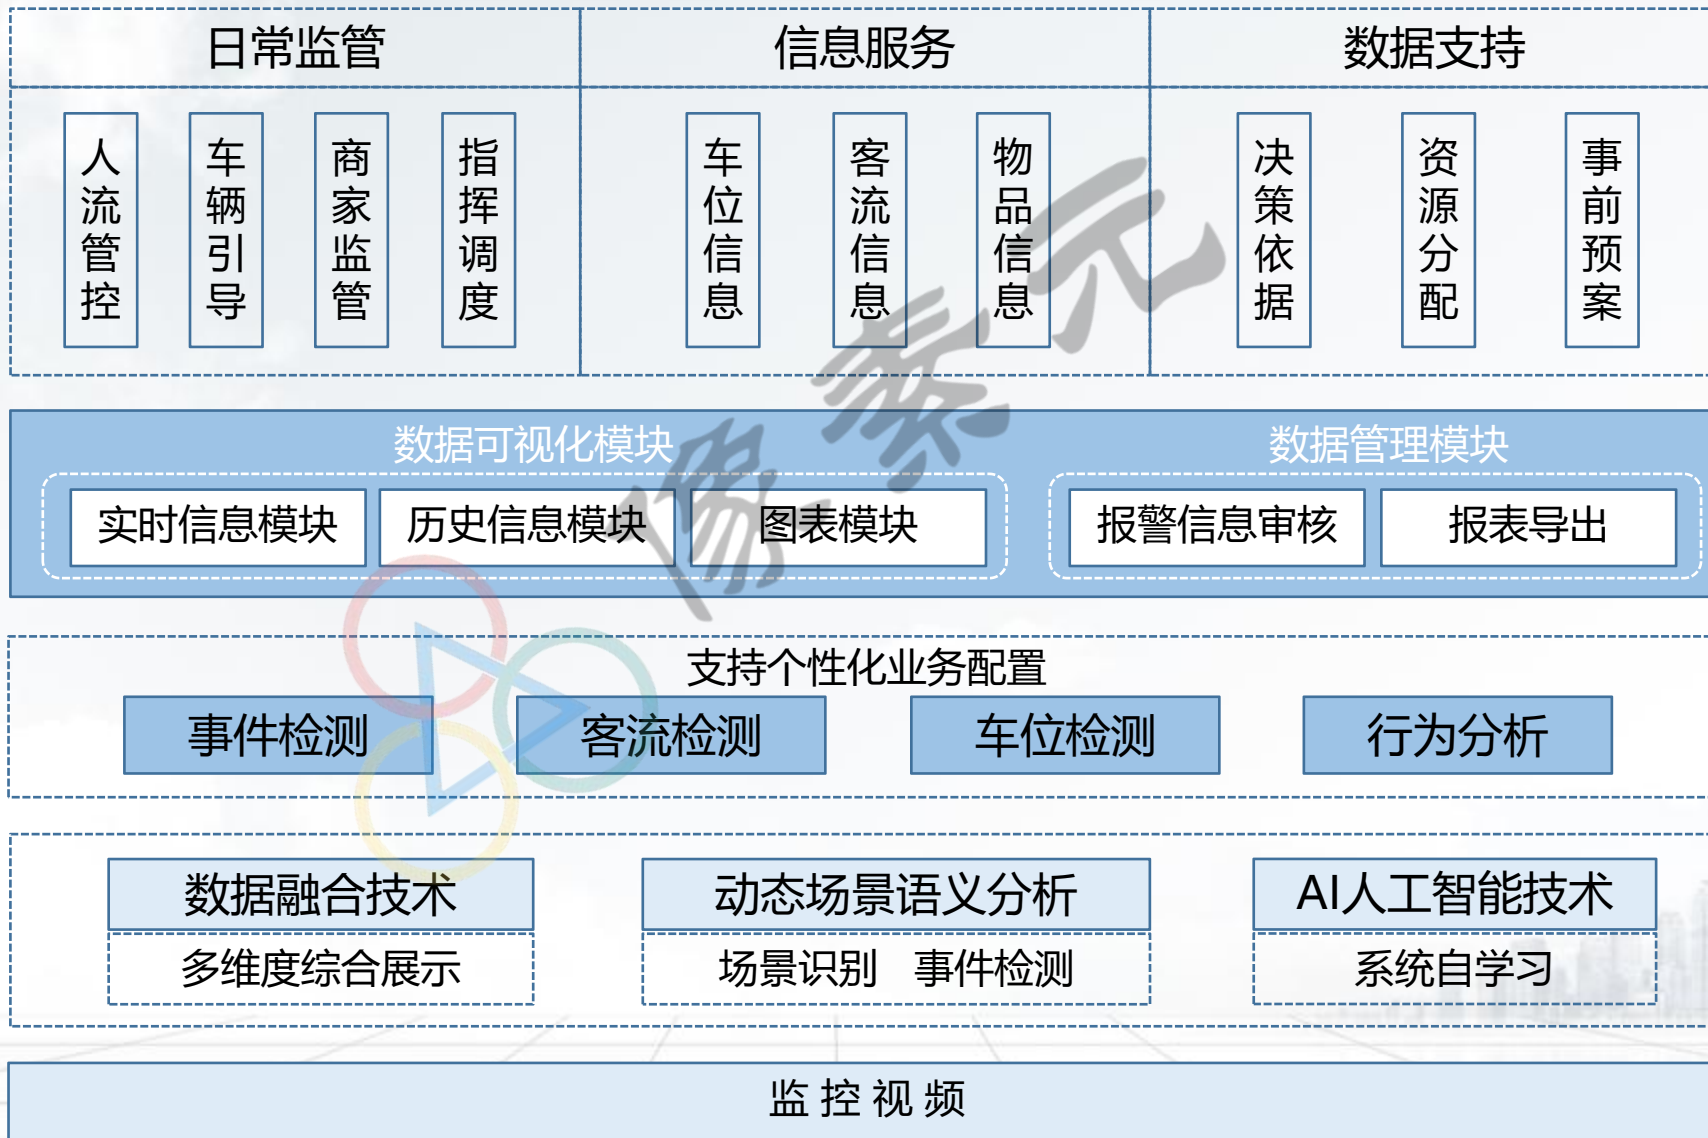 日常监管
信息服务
数据支持
人流管控
车辆引导
商家监管
指挥调度
车位信息
客流信息
物品信息
决策依据
资源分配
事前预案
数据可视化模块
数据管理模块
实时信息模块
历史信息模块
图表模块
报警信息审核
报表导出
支持个性化业务配置
事件检测
客流检测
车位检测
行为分析
数据融合技术
动态场景语义分析
AI人工智能技术
多维度综合展示
场景识别 事件检测
系统自学习
监控视频
像素元